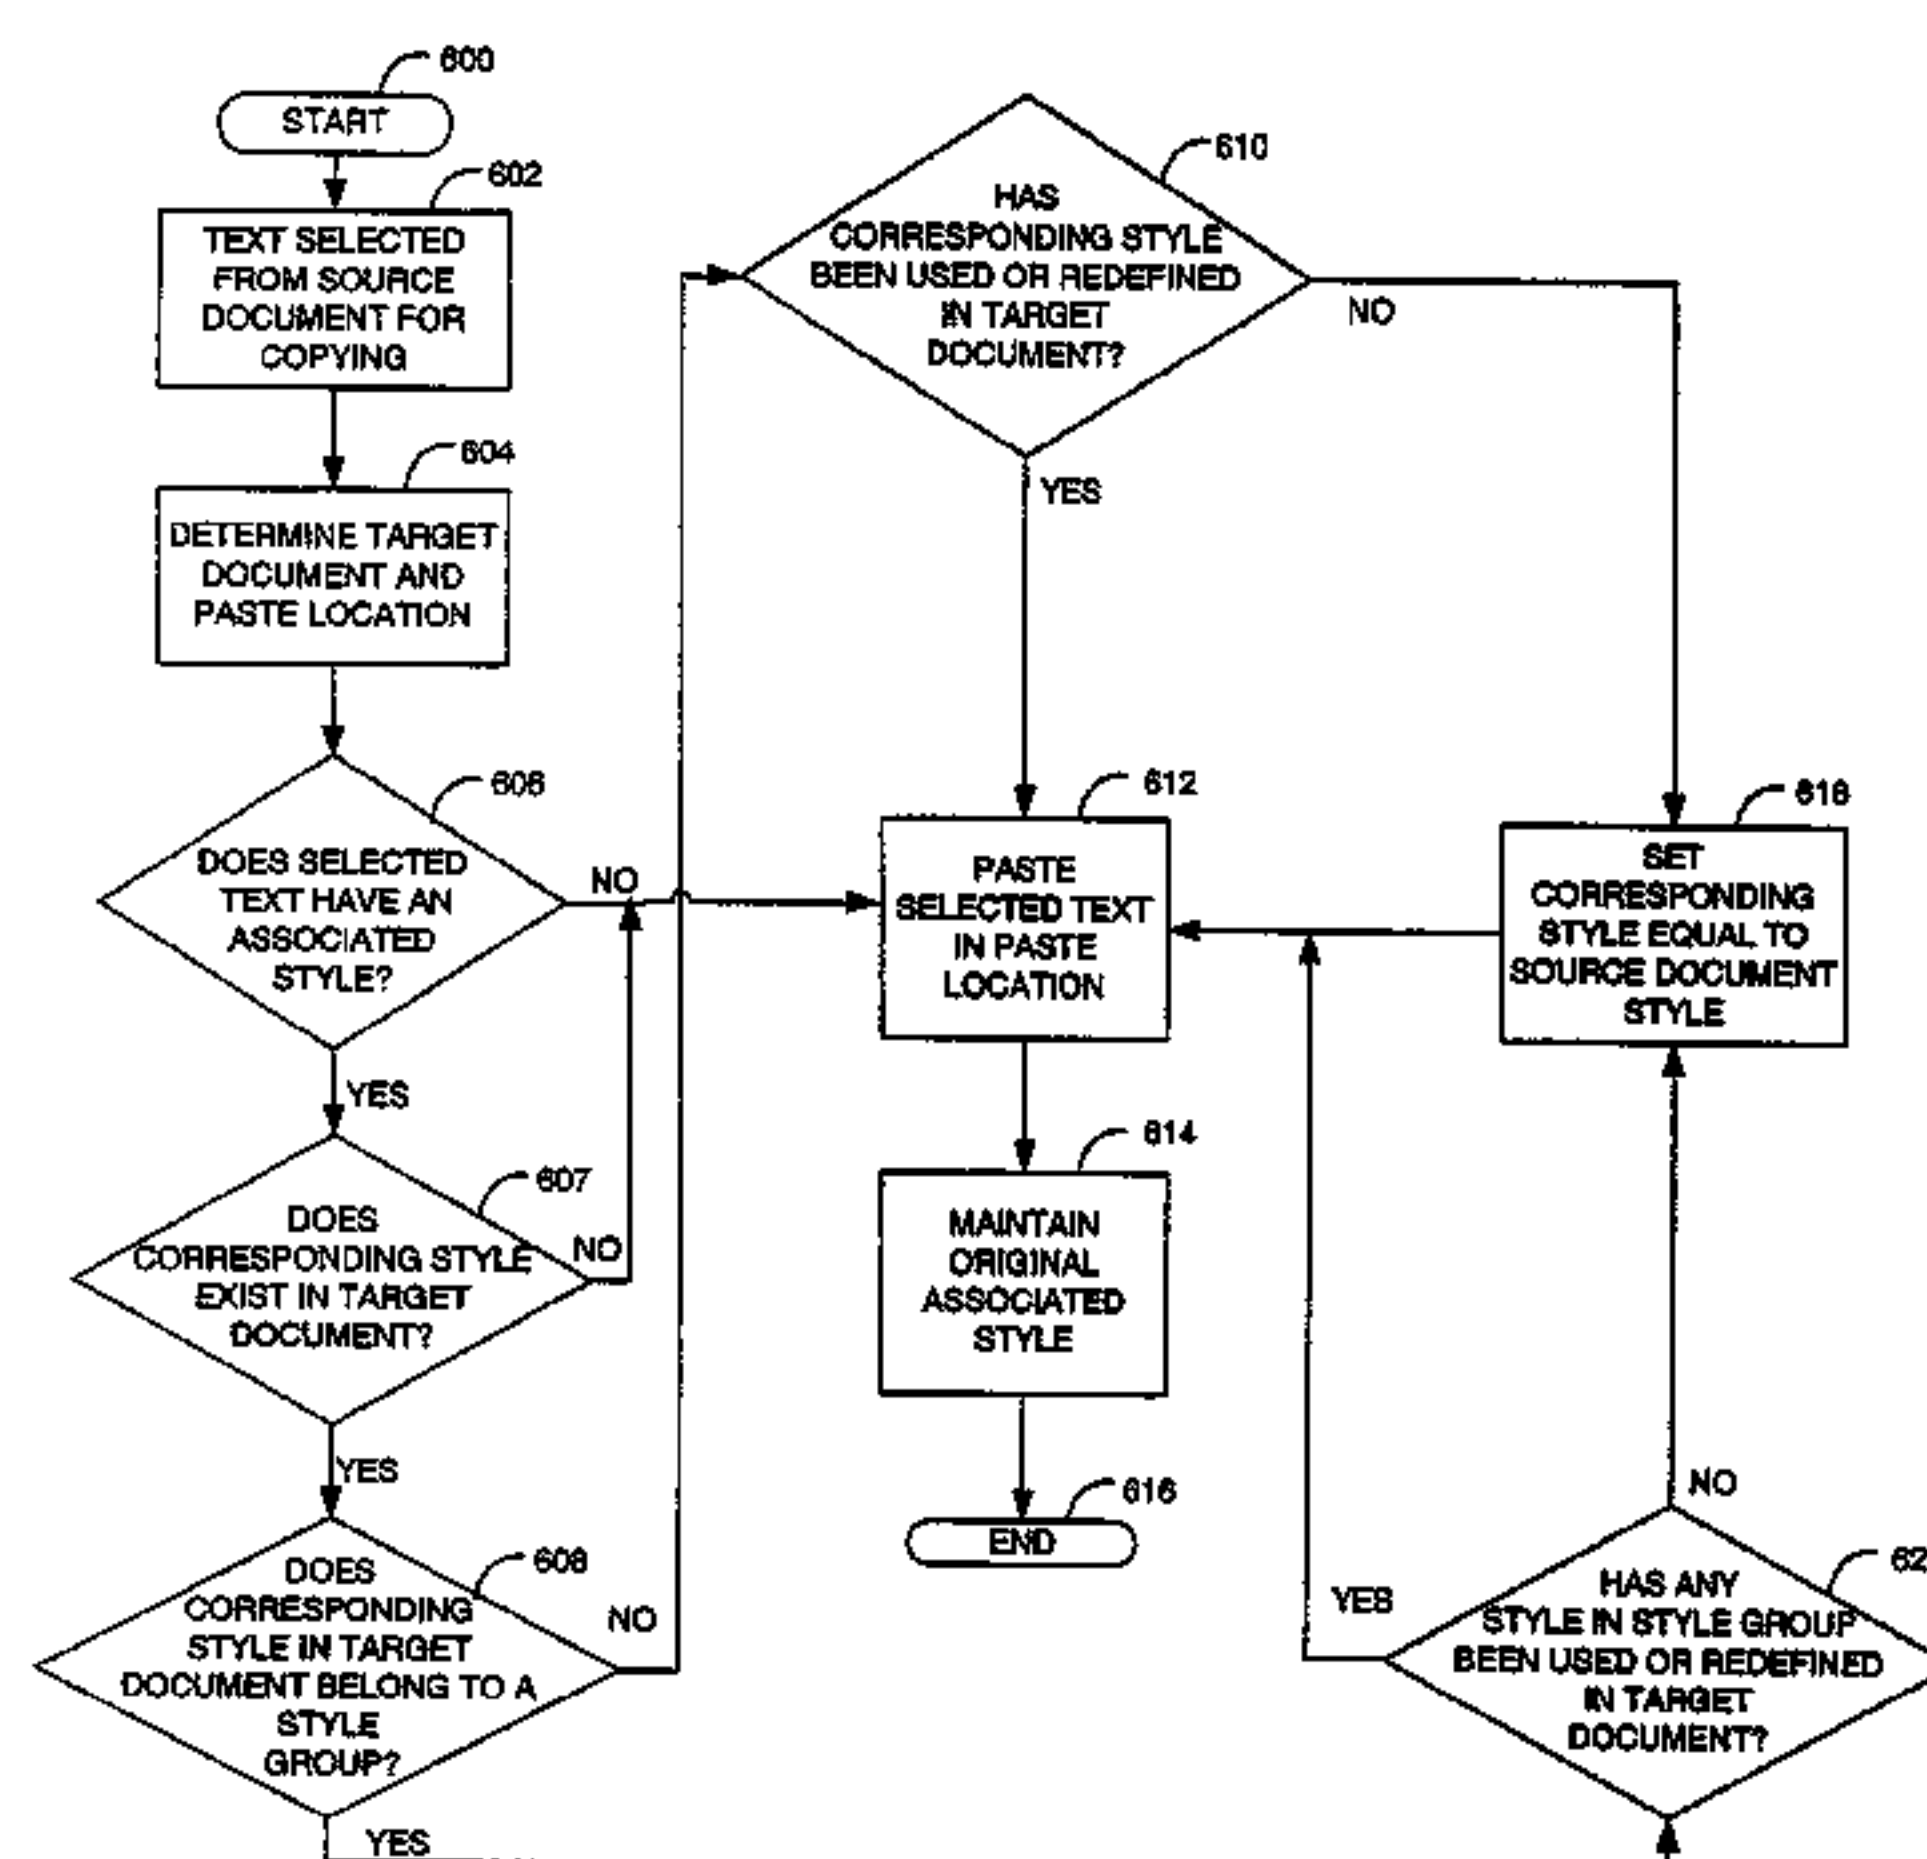 600
START
602
TEXT SELECTED
FROM SOURCE
DOCUMENT FOR
COPYING
604
DETERMINE TARGET
DOCUMENT AND
PASTE LOCATION
606
DOES SELECTED
TEXT HAVE AN
ASSOCIATED
STYLE?
NO
YES
607
DOES
CORRESPONDING STYLE
EXIST IN TARGET
DOCUMENT?
NO
YES
608
DOES
CORRESPONDING
STYLE IN TARGET
DOCUMENT BELONG TO A
STYLE
GROUP?
NO
YES
610
HAS
CORRESPONDING STYLE
BEEN USED OR REDEFINED
IN TARGET
DOCUMENT?
NO
YES
612
PASTE
SELECTED TEXT
IN PASTE
LOCATION
614
MAINTAIN
ORIGINAL
ASSOCIATED
STYLE
616
END
618
SET
CORRESPONDING
STYLE EQUAL TO
SOURCE DOCUMENT
STYLE
NO
62
YES
HAS ANY
STYLE IN STYLE GROUP
BEEN USED OR REDEFINED
IN TARGET
DOCUMENT?